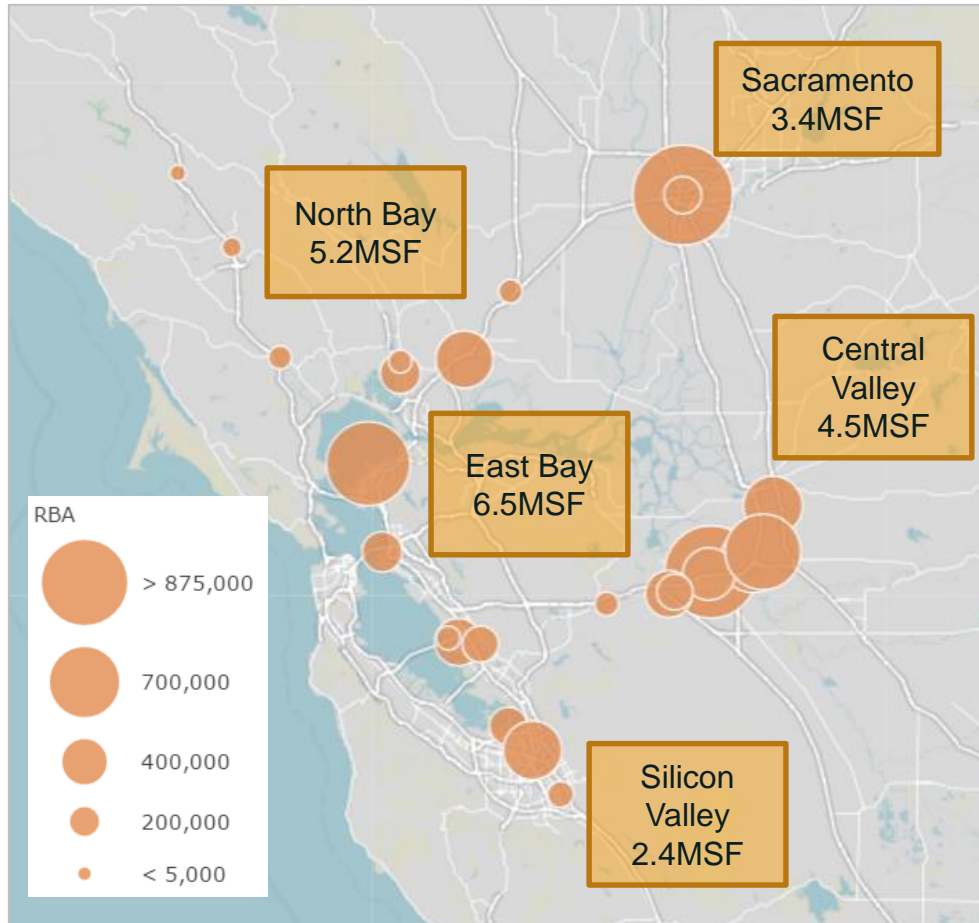 Sacramento
3.4MSF
North Bay
5.2MSF
Central
Valley
4.5MSF
East Bay
6.5MSF
RBA
> 875,000
700,000
400,000
200,000
< 5,000
Silicon
Valley
2.4MSF